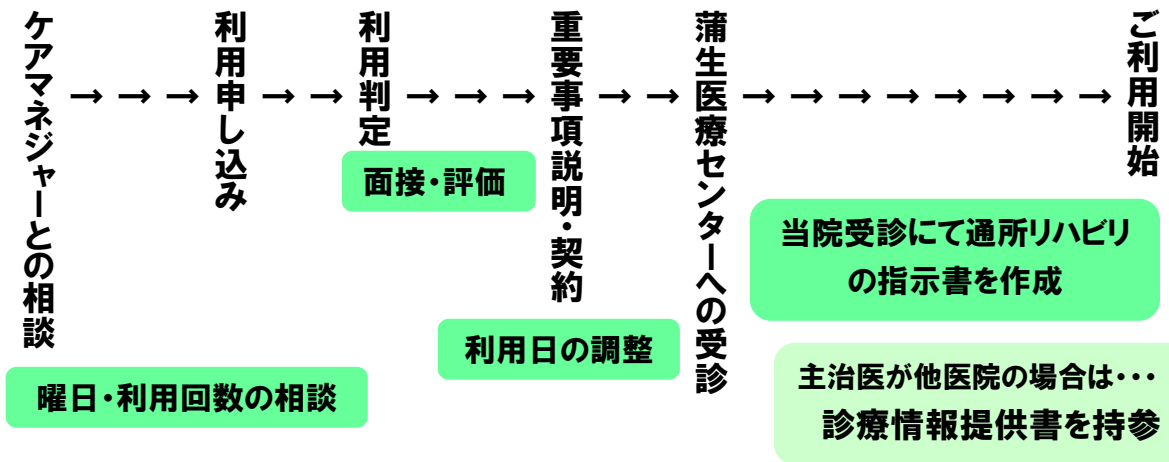 ケアマネジャーとの相談
→ → →
利用申し込み
→ →
利用判定
→ → →
重要事項説明・契約
→ →
蒲生医療センターへの受診
→ → → → → → → →
ご利用開始
面接・評価
当院受診にて通所リハビリ
の指示書を作成
利用日の調整
曜日・利用回数の相談
主治医が他医院の場合は・・・
診療情報提供書を持参